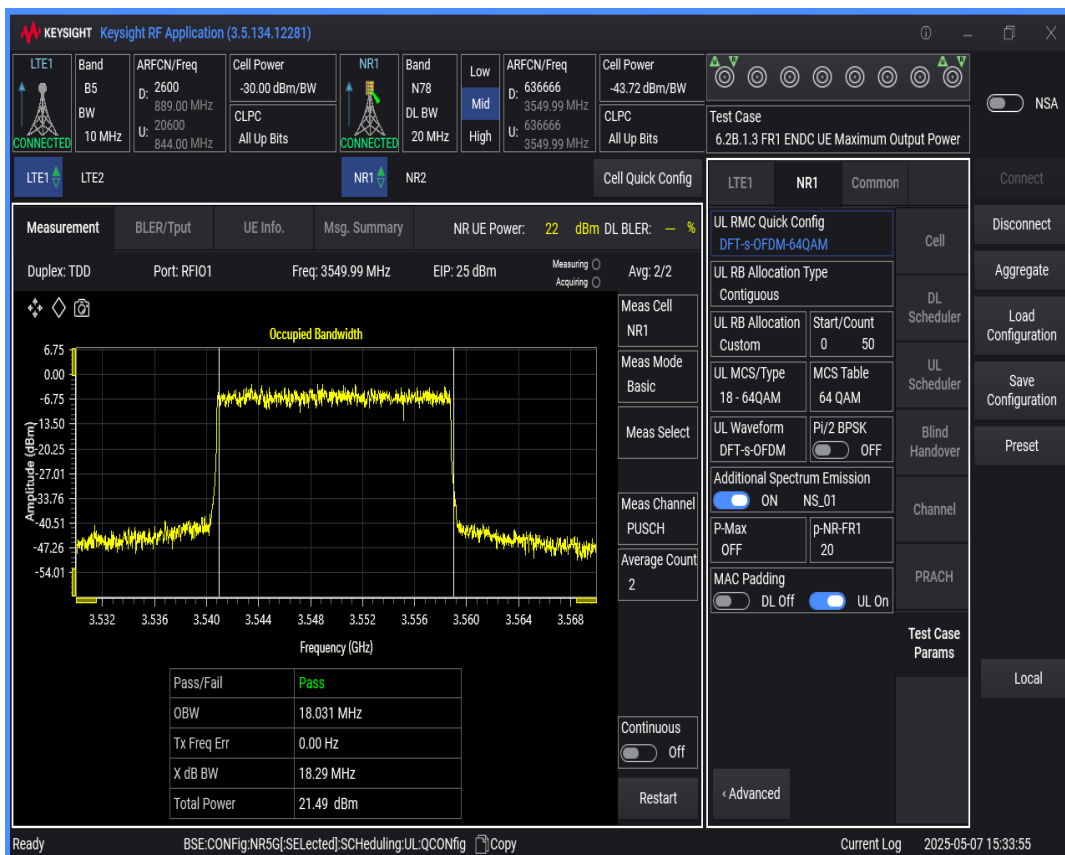 KEYSIGHT Keysight RF Application (3.5.134.12281)
LTE1
CONNECTED
Band
B5
BW
10 MHz
ARFCN/Freq
D: 2600
889.00 MHz
U: 20600
844.00 MHz
Cell Power
-30.00 dBm/BW
CLPC
All Up Bits
NR1
CONNECTED
Band
N78
DL BW
20 MHz
Low
Mid
High
ARFCN/Freq
D: 636666
3549.99 MHz
U: 636666
3549.99 MHz
Cell Power
-43.72 dBm/BW
CLPC
All Up Bits
Test Case
6.2B.1.3 FR1 ENDC UE Maximum Output Power
NSA
LTE1 LTE2 NR1 NR2 Cell Quick Config
Measurement BLER/Tput UE Info. Msg. Summary NR UE Power: 22 dBm DL BLER: — %
Duplex: TDD Port: RFIO1 Freq: 3549.99 MHz EIP: 25 dBm Measuring Avg: 2/2
Acquiring
Occupied Bandwidth
Amplitude (dBm)
6.75
0.00
-6.75
-13.50
-20.25
-27.01
-33.76
-40.51
-47.26
-54.01
3.532 3.536 3.540 3.544 3.548 3.552 3.556 3.560 3.564 3.568
Frequency (GHz)
Pass/Fail Pass
OBW 18.031 MHz
Tx Freq Err 0.00 Hz
X dB BW 18.29 MHz
Total Power 21.49 dBm
Meas Cell
NR1
Meas Mode
Basic
Meas Select
Meas Channel
PUSCH
Average Count
2
Continuous
Off
Restart
LTE1 NR1 Common
UL RMC Quick Config
DFT-s-OFDM-64QAM
UL RB Allocation Type
Contiguous
UL RB Allocation
Custom
Start/Count
0 50
UL MCS/Type
18 - 64QAM
MCS Table
64 QAM
UL Waveform
DFT-s-OFDM
Pi/2 BPSK
OFF
Additional Spectrum Emission
ON NS_01
P-Max
OFF
p-NR-FR1
20
MAC Padding
DL Off UL On
‹ Advanced
Cell
DL
Scheduler
UL
Scheduler
Blind
Handover
Channel
PRACH
Test Case
Params
Connect
Disconnect
Aggregate
Load
Configuration
Save
Configuration
Preset
Local
Ready BSE:CONFig:NR5G[:SELected]:SCHeduling:UL:QCONfig Copy Current Log 2025-05-07 15:33:55